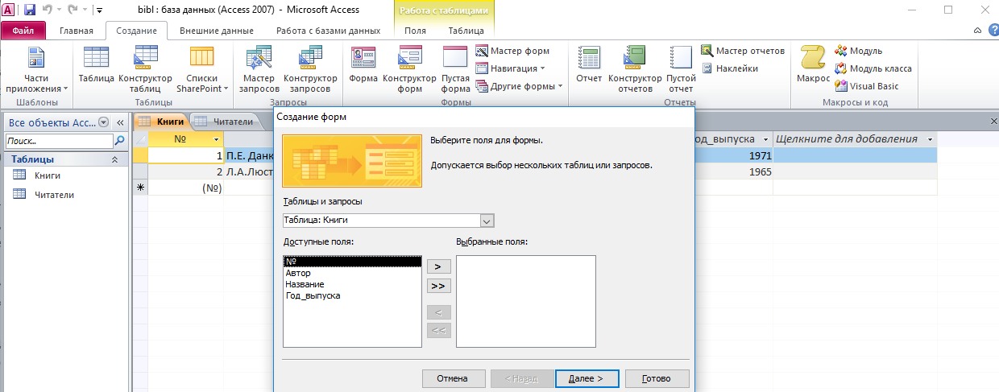 bibl : база данных (Access 2007) - Microsoft Access
Работа с таблицами
Файл Главная Создание Внешние данные Работа с базами данных Поля Таблица
Части приложения
Таблица
Конструктор таблиц
Списки SharePoint
Мастер запросов
Конструктор запросов
Форма
Конструктор форм
Пустая форма
Мастер форм
Навигация
Другие формы
Отчет
Конструктор отчетов
Пустой отчет
Мастер отчетов
Наклейки
Макрос
Модуль
Модуль класса
Visual Basic
Шаблоны Таблицы Запросы Формы Отчеты Макросы и код
Все объекты Acc...
Поиск...
Таблицы
Книги
Читатели
Книги Читатели
№ од_выпуска Щелкните для добавления
1 П.Е. Данк 1971
2 Л.А.Люст 1965
(№)
Создание форм
Выберите поля для формы.
Допускается выбор нескольких таблиц или запросов.
Таблицы и запросы
Таблица: Книги
Доступные поля: Выбранные поля:
№
Автор
Название
Год_выпуска
>
>>
<
<<
Отмена < Назад Далее > Готово